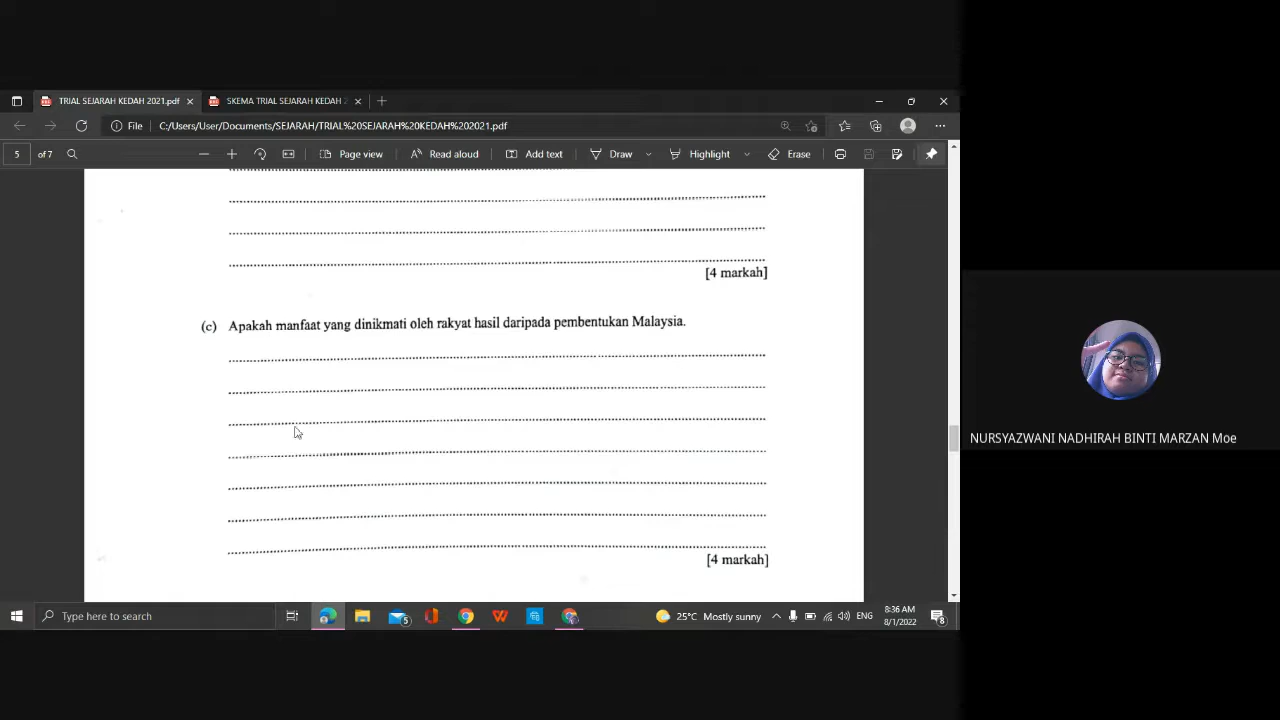 TRIAL SEJARAH KEDAH 2021.pdf
SKEMA TRIAL SEJARAH KEDAH 2
File
C:/Users/User/Documents/SEJARAH/TRIAL%20SEJARAH%20KEDAH%202021.pdf
5 of 7
Page view
Read aloud
Add text
Draw
Highlight
Erase
[4 markah]
(c) Apakah manfaat yang dinikmati oleh rakyat hasil daripada pembentukan Malaysia.
[4 markah]
NURSYAZWANI NADHIRAH BINTI MARZAN Moe
Type here to search
5
25°C Mostly sunny
ENG
8:36 AM
8/1/2022
8